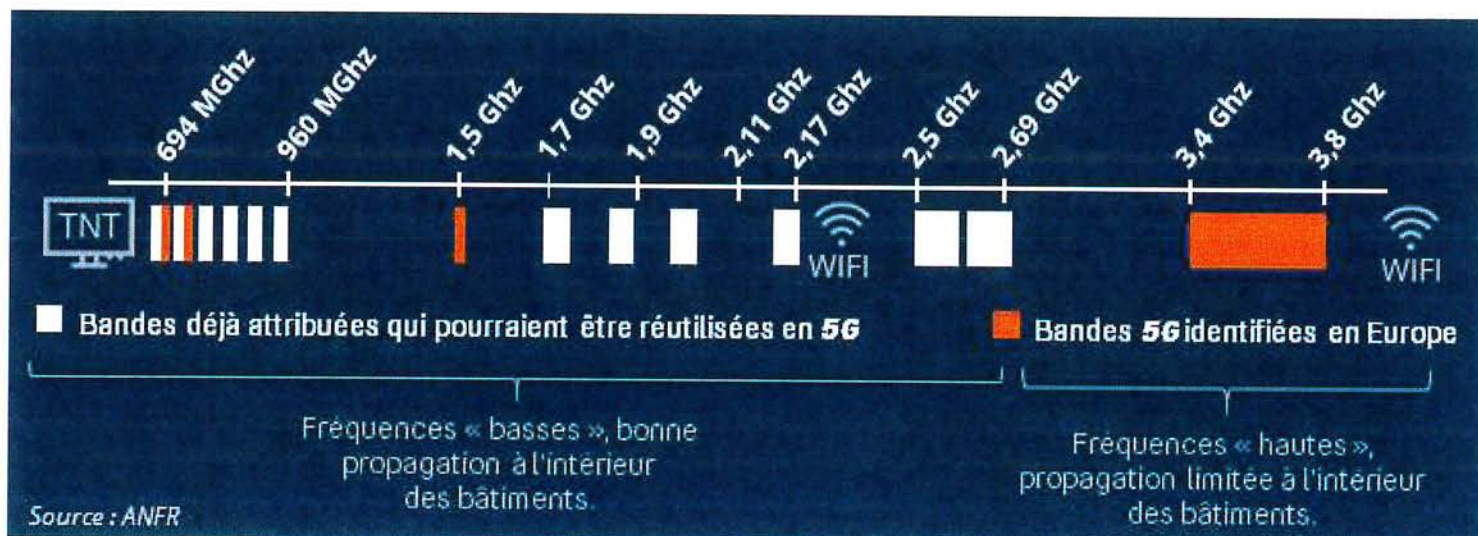 694 MGhz
960 MGhz
1,5 Ghz
1,7 Ghz
1,9 Ghz
2,11 Ghz
2,17 Ghz
2,5 Ghz
2,69 Ghz
3,4 Ghz
3,8 Ghz
TNT
WIFI
WIFI
Bandes déjà attribuées qui pourraient être réutilisées en 5G
Bandes 5G identifiées en Europe
Fréquences « basses », bonne
propagation à l'intérieur
des bâtiments.
Fréquences « hautes »,
propagation limitée à l'intérieur
des bâtiments.
Source : ANFR